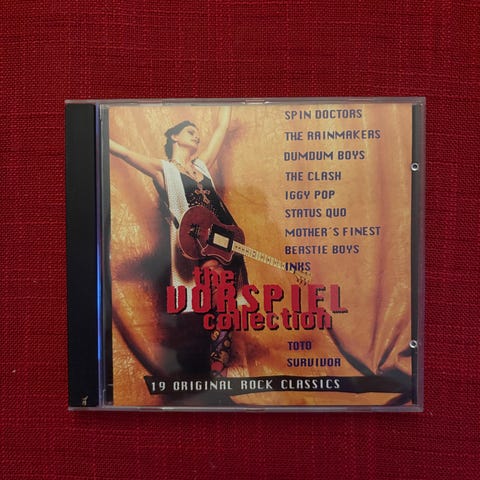 SPIN DOCTORS
THE RAINMAKERS
DUMDUM BOYS
THE CLASH
IGGY POP
STATUS QUO
MOTHER'S FINEST
BEASTIE BOYS
INXS
the
VORSPIEL
collection
TOTO
SURVIVOR
19 ORIGINAL ROCK CLASSICS